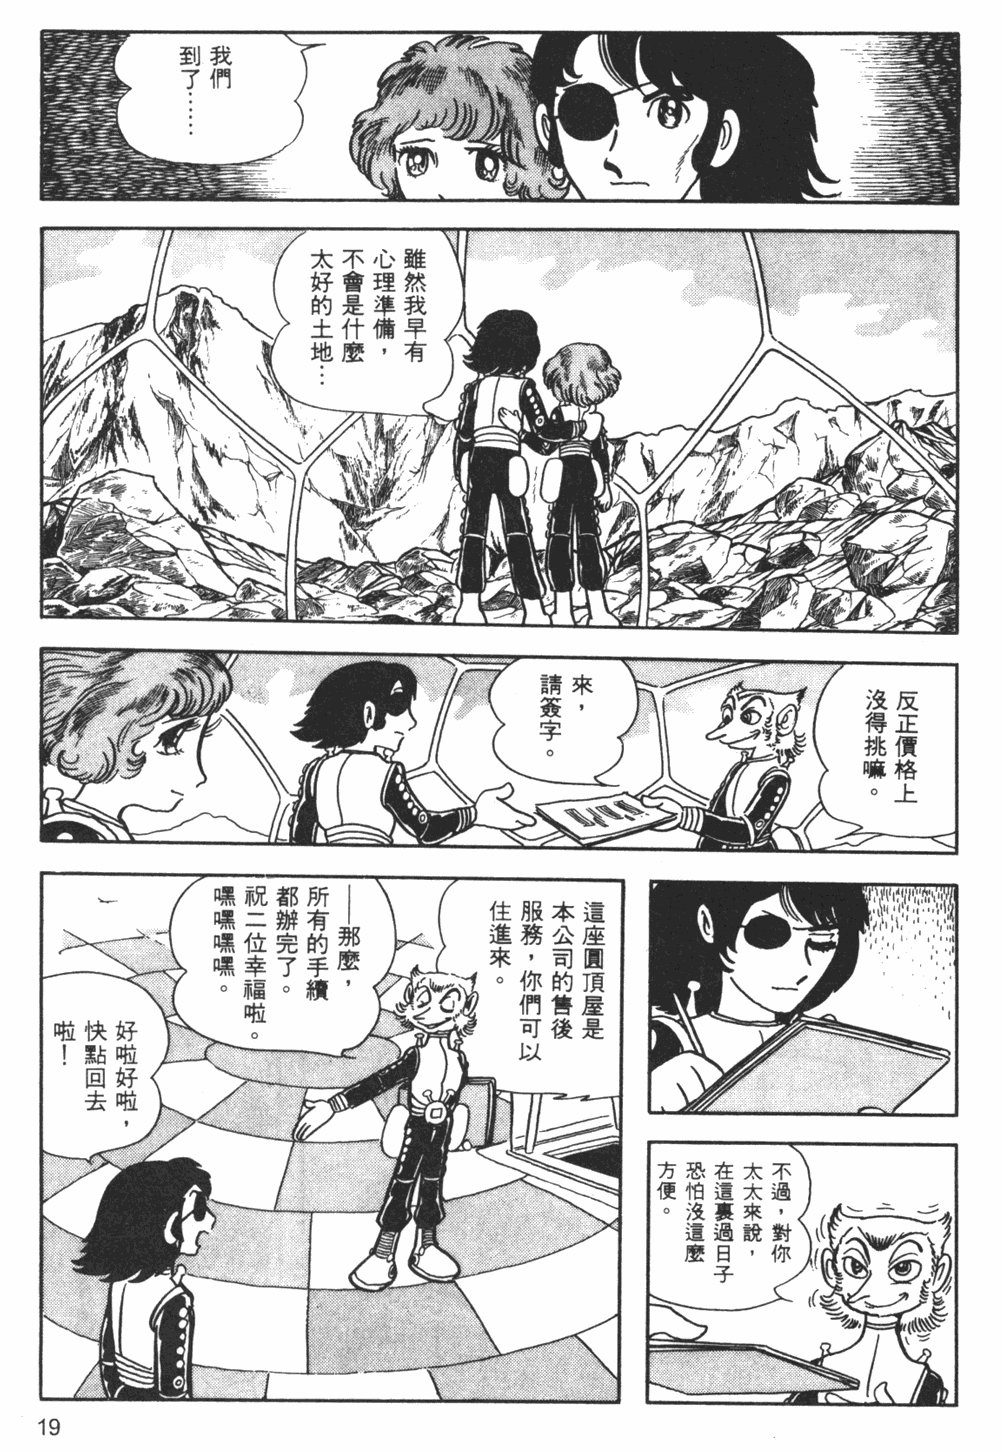 我們
到了……
雖然我早有
心理準備，
不會是什麼
太好的土地…
反正價格上
沒得挑嘛。
來，
請簽字。
不過，對你
太太來說，
在這裏過日子
恐怕沒這麼
方便。
這座圓頂屋是
本公司的售後
服務，你們可以
住進來。
——那麼，
所有的手續
都辦完了。
祝二位幸福啦。
嘿嘿嘿嘿。
好啦好啦，
快點回去
啦！
19